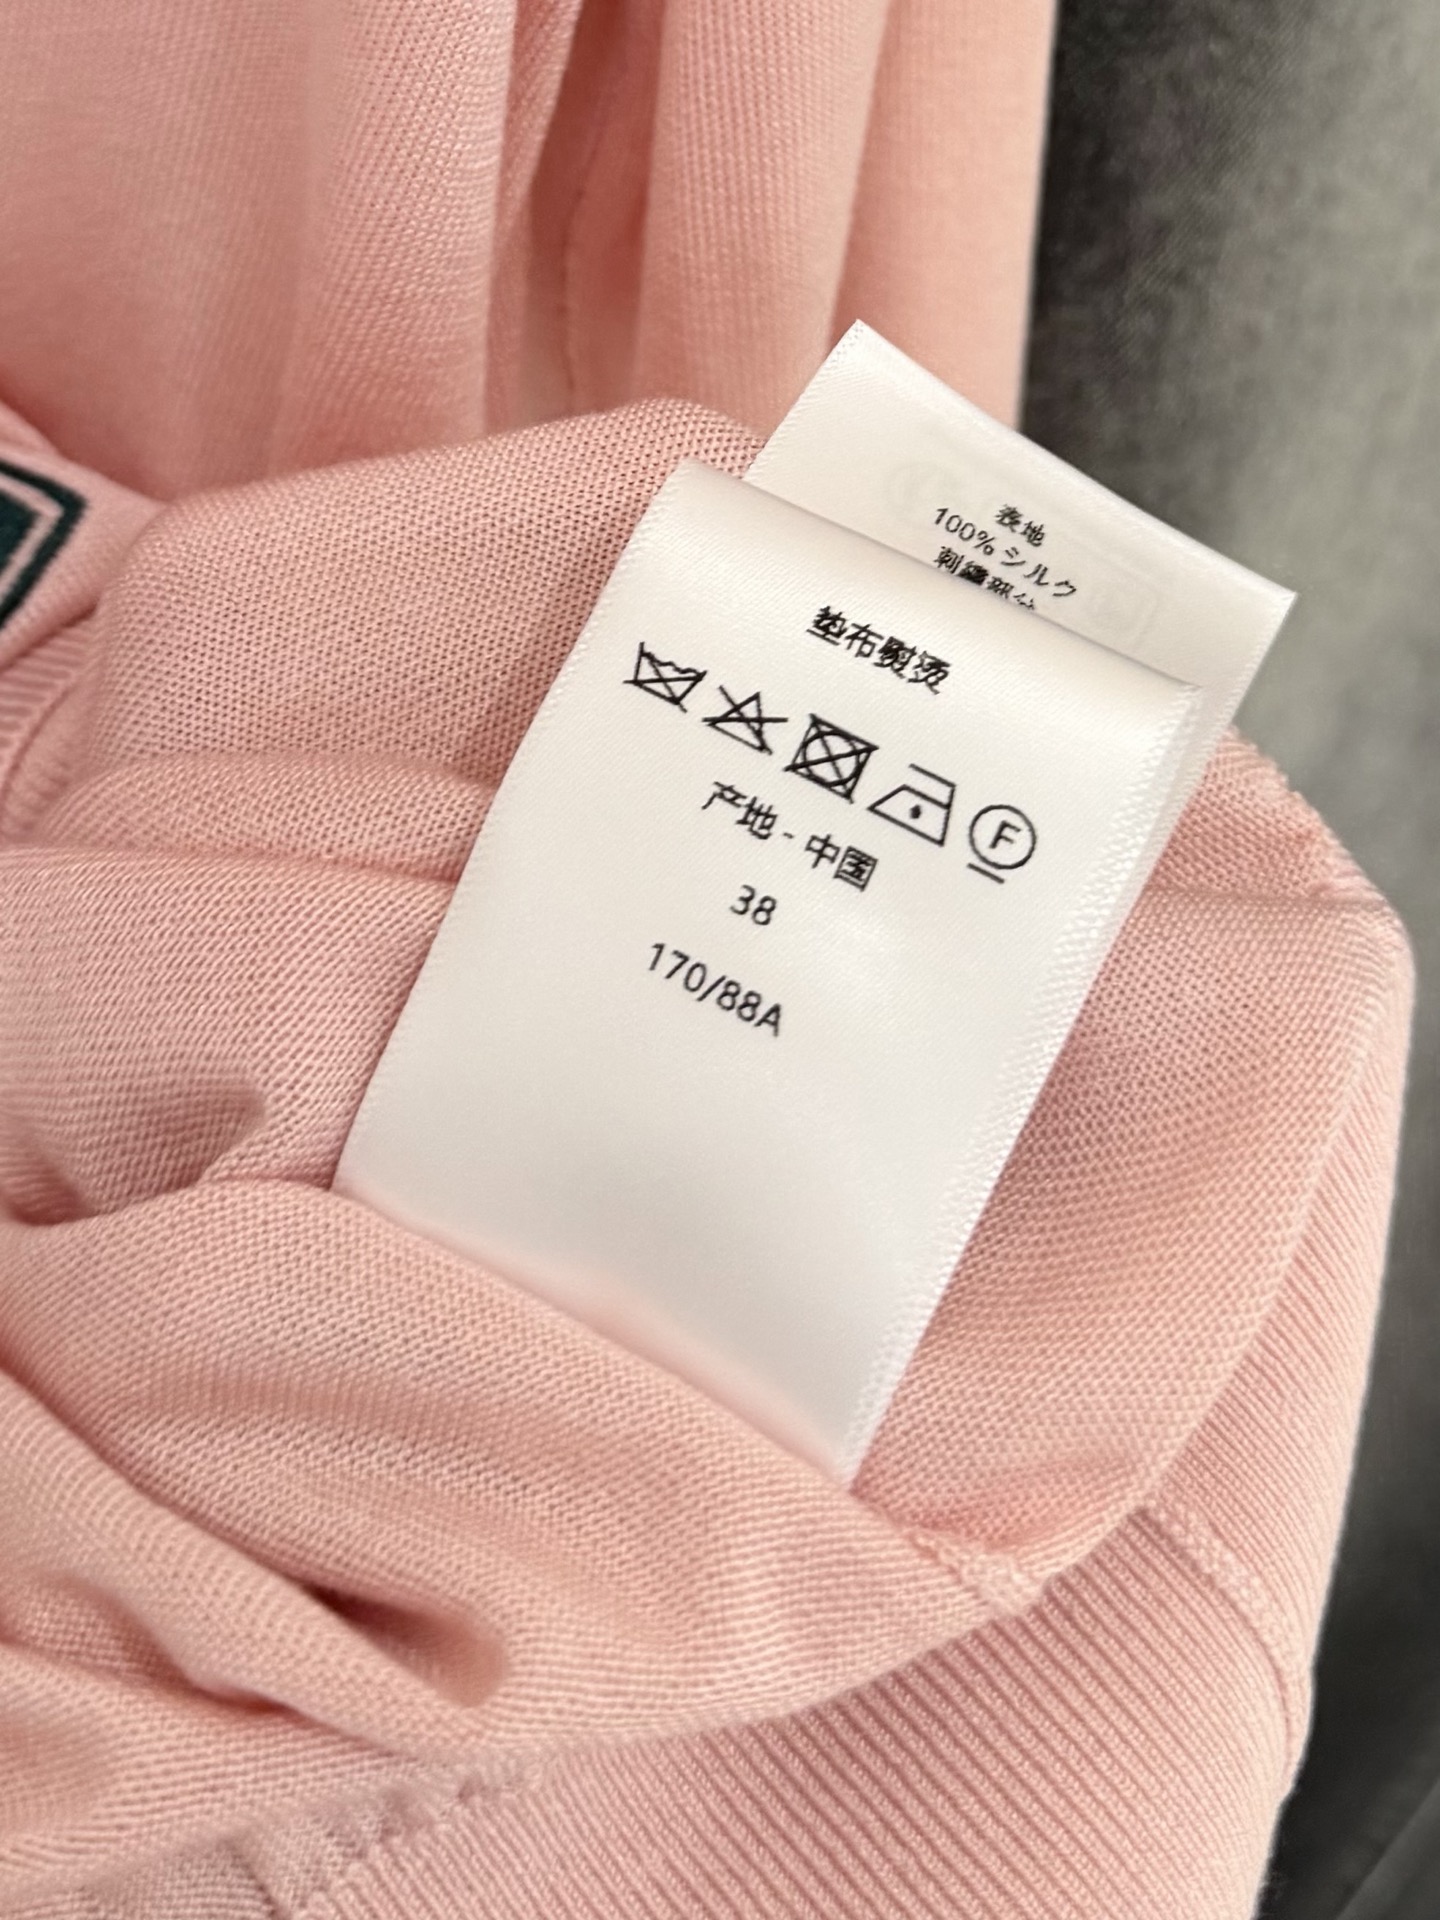 表地
100% シルク
刺繍部分
垫布熨烫
F
产地 - 中国
38
170/88A